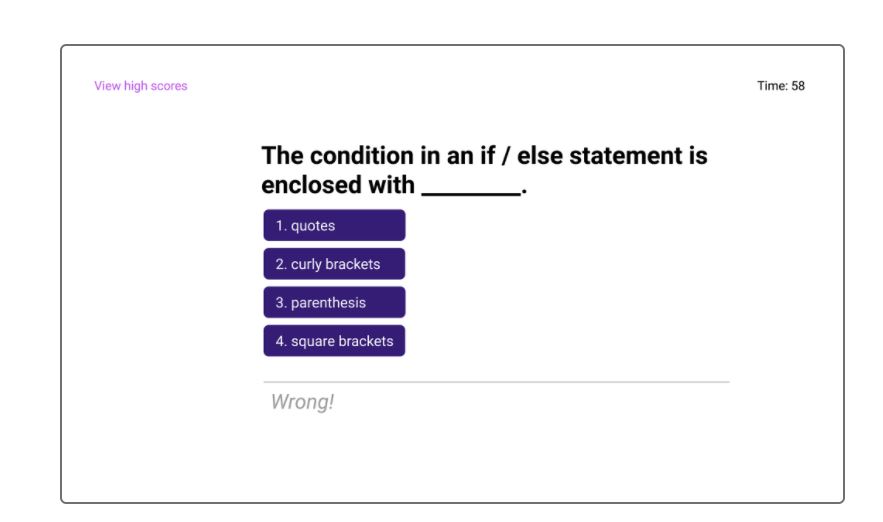 View high scores
Time: 58
The condition in an if / else statement is
enclosed with ________.
1. quotes
2. curly brackets
3. parenthesis
4. square brackets
Wrong!